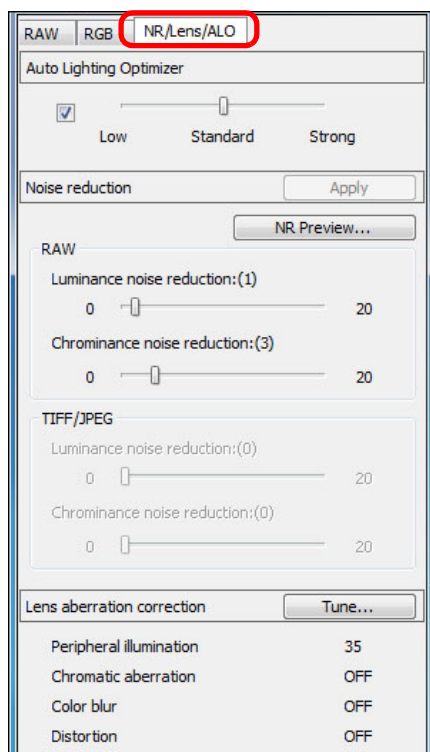 RAW RGB NR/Lens/ALO
Auto Lighting Optimizer
Low Standard Strong
Noise reduction Apply
NR Preview...
RAW
Luminance noise reduction:(1)
0 20
Chrominance noise reduction:(3)
0 20
TIFF/JPEG
Luminance noise reduction:(0)
0 20
Chrominance noise reduction:(0)
0 20
Lens aberration correction Tune...
Peripheral illumination 35
Chromatic aberration OFF
Color blur OFF
Distortion OFF